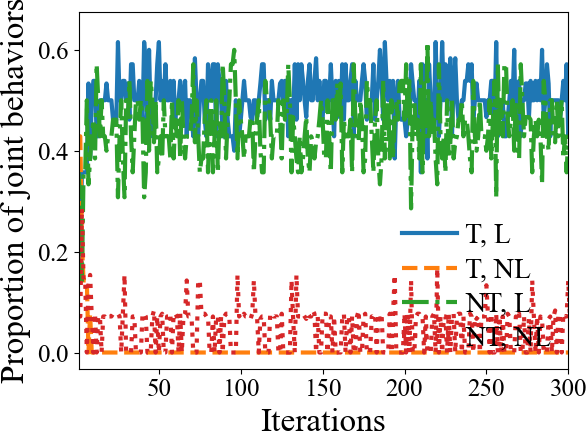 Proportion of joint behaviors
0.6
0.4
0.2
0.0
T, L
T, NL
NT, L
NT, NL
50
100
150
200
250
300
Iterations